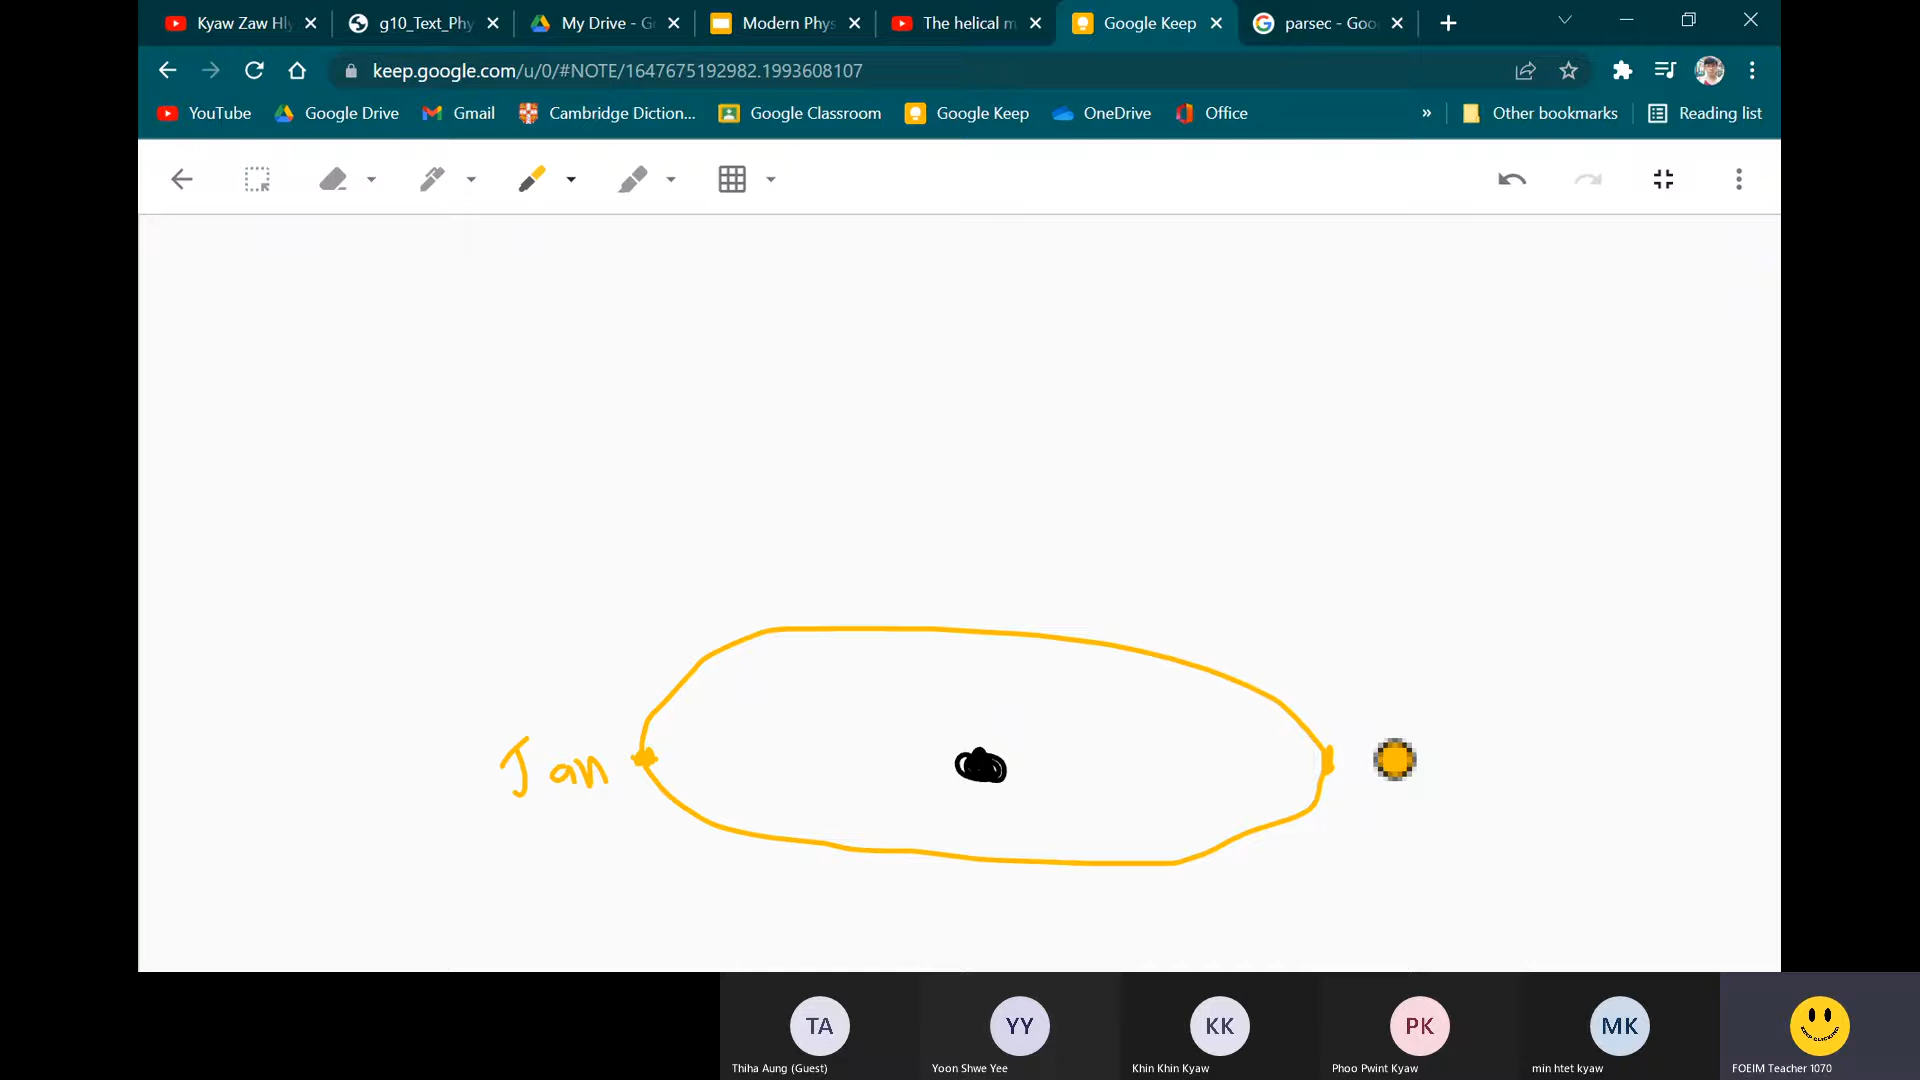 Kyaw Zaw Hl
g10_Text_Phy
My Drive - G
Modern Phys
The helical m
Google Keep
parsec - Goo
keep.google.com/u/0/#NOTE/1647675192982.1993608107
YouTube
Google Drive
Gmail
Cambridge Diction...
Google Classroom
Google Keep
OneDrive
Office
»
Other bookmarks
Reading list
Jan
TA
YY
KK
PK
MK
Thiha Aung (Guest)
Yoon Shwe Yee
Khin Khin Kyaw
Phoo Pwint Kyaw
min htet kyaw
FOEIM Teacher 1070